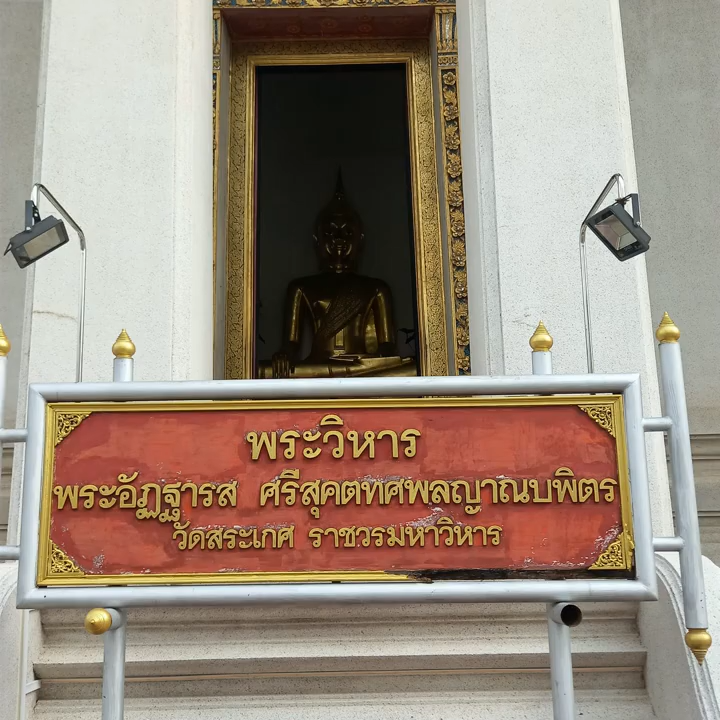 พระวิหาร
พระอัฏฐารส ศรีสุคตทศพลญาณบพิตร
วัดสระเกศ ราชวรมหาวิหาร